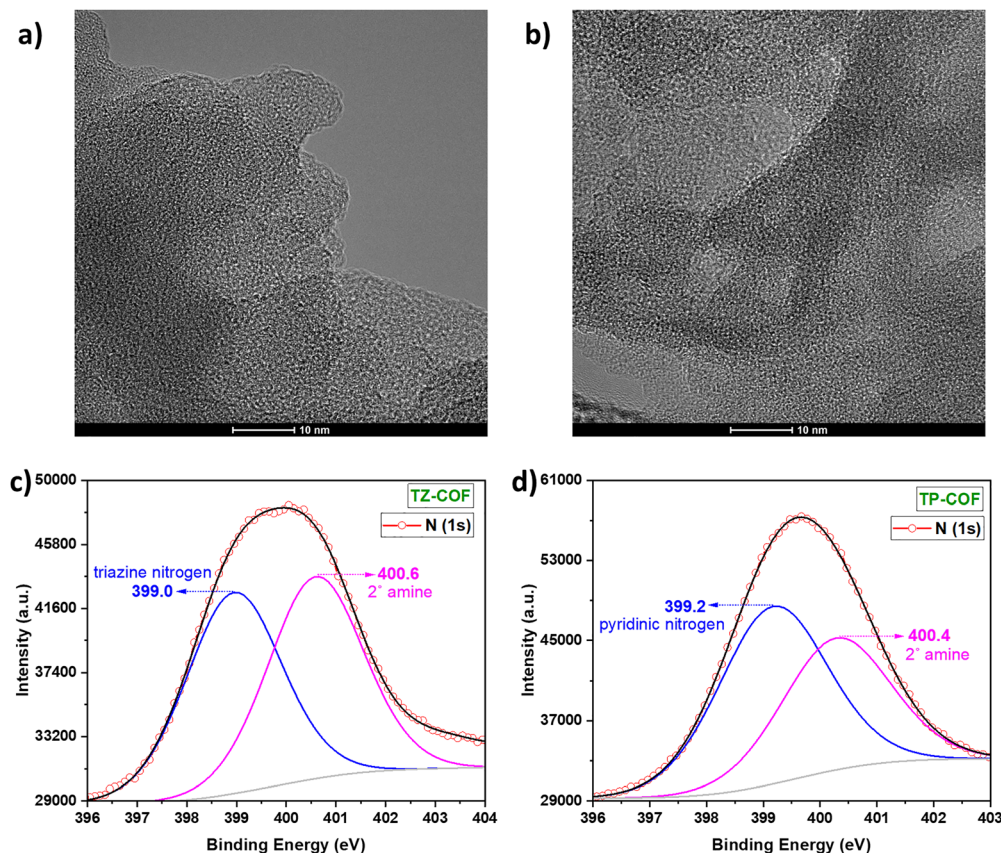 a)
b)
10 nm
10 nm
c)
50000
45800
41600
37400
33200
29000
Intensity (a.u.)
TZ-COF
N (1s)
triazine nitrogen
399.0
400.6
2° amine
396 397 398 399 400 401 402 403 404
Binding Energy (eV)
d)
61000
53000
45000
37000
29000
Intensity (a.u.)
TP-COF
N (1s)
399.2
pyridinic nitrogen
400.4
2° amine
396 397 398 399 400 401 402 403
Binding Energy (eV)